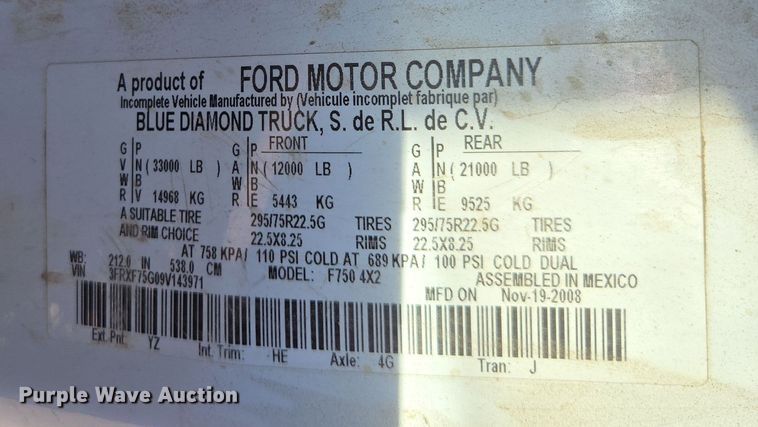 A product of FORD MOTOR COMPANY
Incomplete Vehicle Manufactured by (Vehicule incomplet fabrique par)
BLUE DIAMOND TRUCK, S. de R.L. de C.V.
G P FRONT G P REAR
V N ( 33000 LB ) A N ( 12000 LB ) A N ( 21000 LB )
W B W B W B
R V 14968 KG R E 5443 KG R E 9525 KG
A SUITABLE TIRE 295/75R22.5G TIRES 295/75R22.5G TIRES
AND RIM CHOICE 22.5X8.25 RIMS 22.5X8.25 RIMS
AT 758 KPA/ 110 PSI COLD AT 689 KPA/ 100 PSI COLD DUAL
WB: 212.0 IN 538.0 CM MODEL: F750 4X2 ASSEMBLED IN MEXICO
VIN 3FRXF75G09V143971 MFD ON Nov-19-2008
Ext. Pnt: YZ Int. Trim: HE Axle: 4G Tran: J
Purple Wave Auction